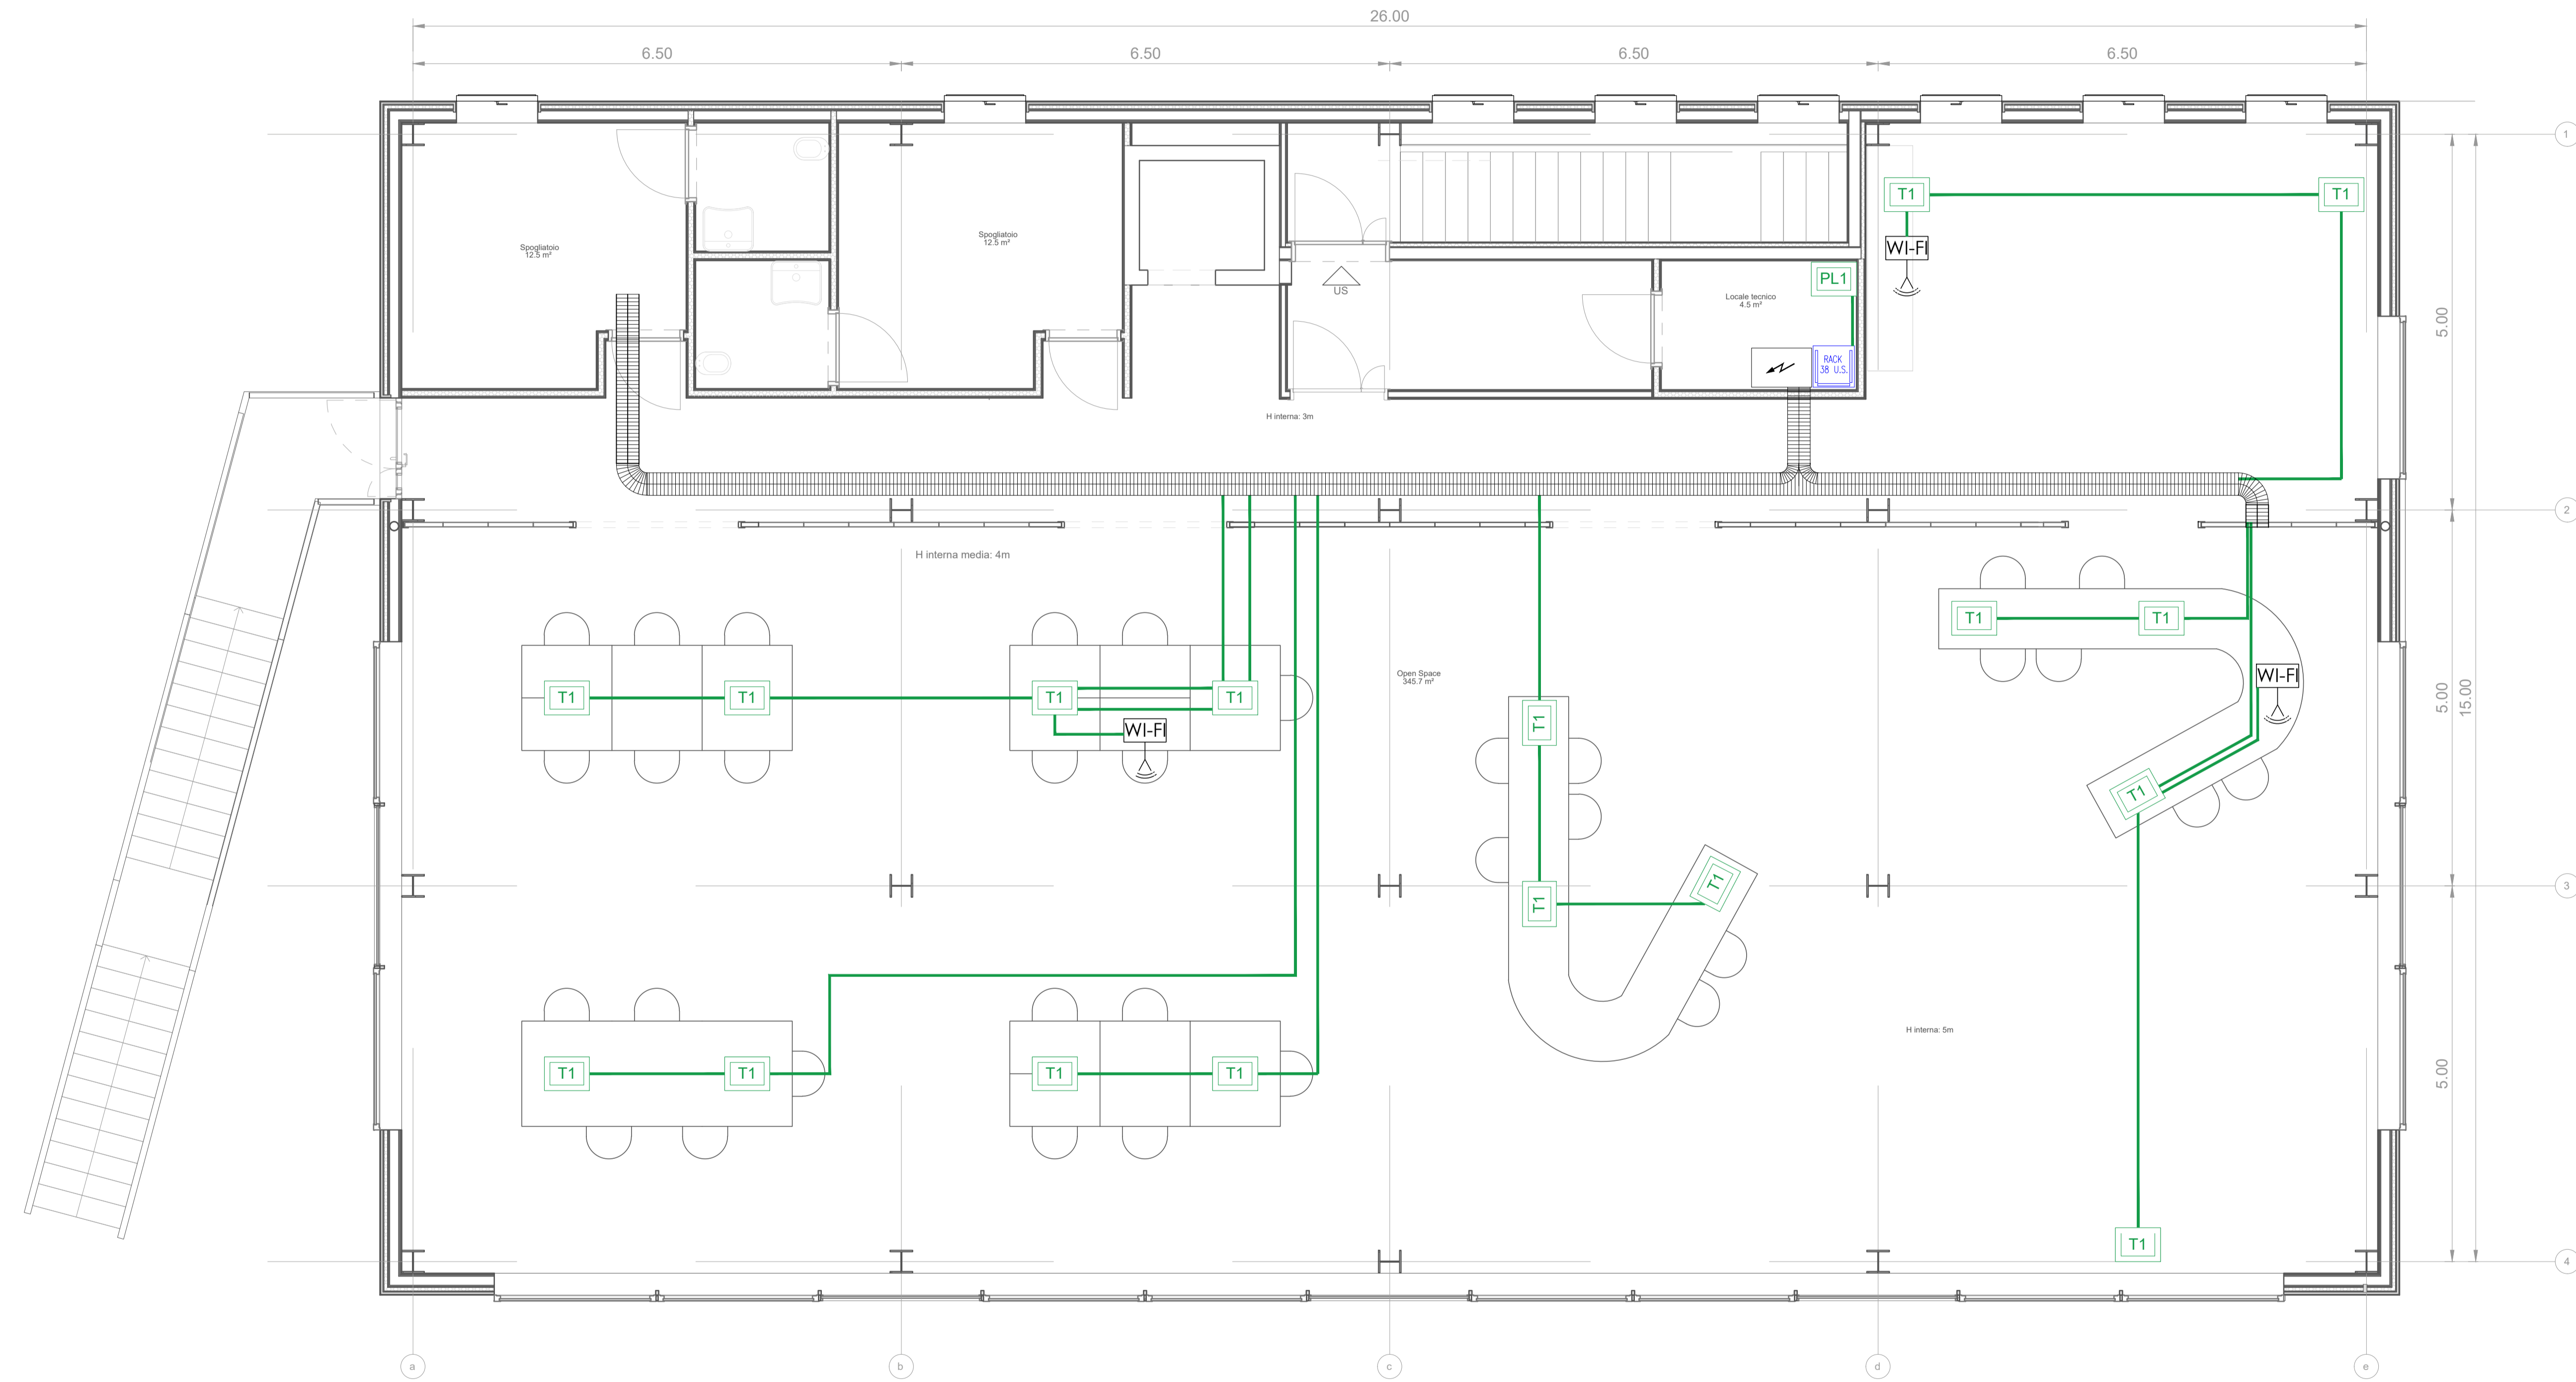 26.00
6.50
6.50
6.50
6.50
1
T1
T1
Spogliatoio
12.5 m²
Spogliatoio
12.5 m²
WI-FI
PL1
US
Locale tecnico
4.5 m²
5.00
RACK
38 U.S.
H interna: 3m
2
H interna media: 4m
T1
T1
Open Space
345.7 m²
WI-FI
T1
T1
T1
T1
5.00
15.00
T1
WI-FI
T1
T1
3
T1
H interna: 5m
T1
T1
T1
T1
5.00
T1
4
a
b
c
d
e